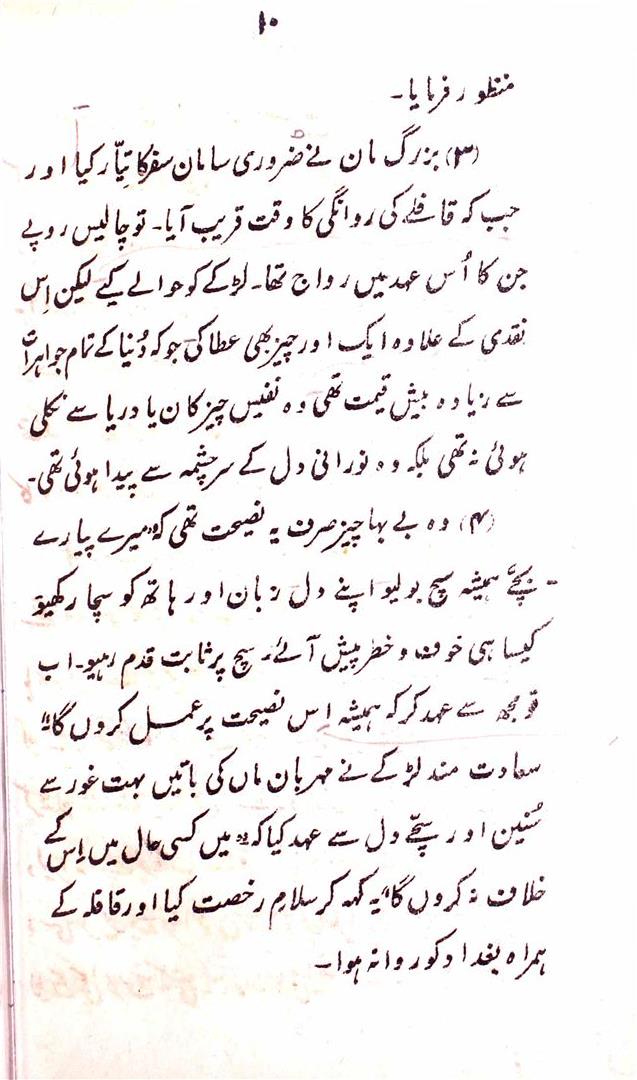 ۱۰
منظور فرمایا۔
(۳) بزرگ مان نے ضروری سامان سفر کا تیّار کیا اور
جب کہ قافلے کی روانگی کا وقت قریب آیا۔ تو چالیس روپے
جن کا اُس عہد میں رواج تھا۔ لڑکے کو حوالے کیے لیکن اِس
نقدی کے علاوہ ایک اور چیز بھی عطا کی جو کہ دُنیا کے تمام جواہرات
سے زیادہ بیش قیمت تھی وہ نفیس چیز کان یا دریا سے نکلی
ہوئی نہ تھی بلکہ وہ نورانی دل کے سرچشمہ سے پیدا ہوئی تھی۔
(۴) وہ بے بہا چیز صرف یہ نصیحت تھی کہ "میرے پیارے
بچّے ہمیشہ سچ بولیو اپنے دل زبان اور ہاتھ کو سچا رکھیو
کیسا ہی خوف و خطر پیش آئے۔ سچ پر ثابت قدم رہیو۔ اب
تو مجھ سے عہد کر کہ ہمیشہ اِس نصیحت پر عمل کروں گا"
سعادت مند لڑکے نے مہربان ماں کی باتیں بہت غور سے
سُنین اور سچّے دل سے عہد کیا کہ "میں کسی حال میں اِس کے
خلاف نہ کروں گا" یہ کہہ کر سلامِ رخصت کیا اور قافلہ کے
ہمراہ بغداد کو روانہ ہوا۔